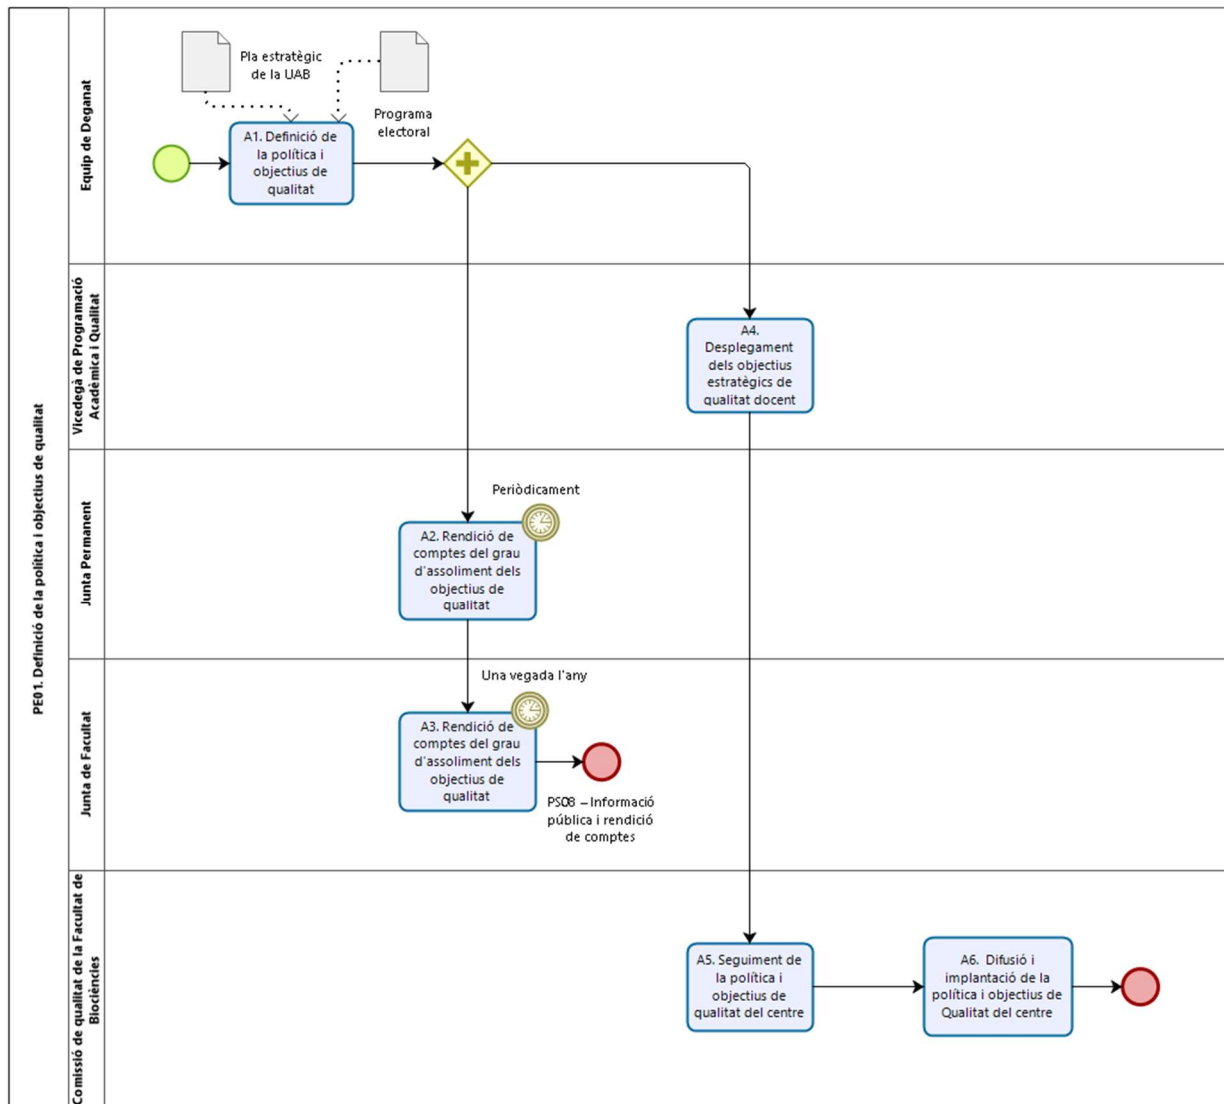 PE01. Definició de la política i objectius de qualitat
Equip de Deganat
Pla estratègic
de la UAB
Programa
electoral
A1. Definició de
la política i
objectius de
qualitat
Vicedegà de Programació
Acadèmica i Qualitat
A4.
Desplegament
dels objectius
estratègics de
qualitat docent
Junta Permanent
Periòdicament
A2. Rendició de
comptes del grau
d'assoliment dels
objectius de
qualitat
Junta de Facultat
Una vegada l'any
A3. Rendició de
comptes del grau
d'assoliment dels
objectius de
qualitat
PS08 – Informació
pública i rendició
de comptes
Comissió de qualitat de la Facultat de
Biociències
A5. Seguiment de
la política i
objectius de
qualitat del centre
A6. Difusió i
implantació de la
política i objectius de
Qualitat del centre